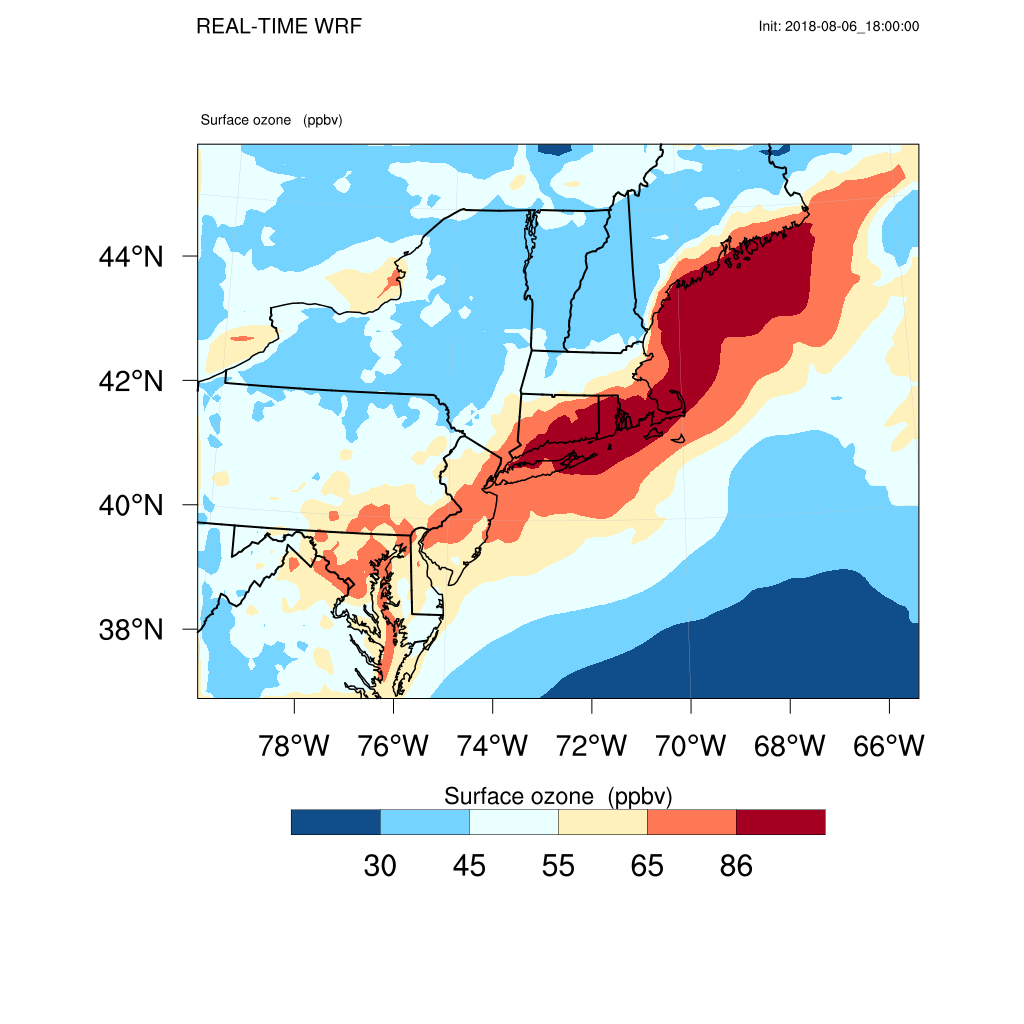 REAL-TIME WRF
Init: 2018-08-06_18:00:00
Surface ozone (ppbv)
44°N
42°N
40°N
38°N
78°W 76°W 74°W 72°W 70°W 68°W 66°W
Surface ozone (ppbv)
30 45 55 65 86